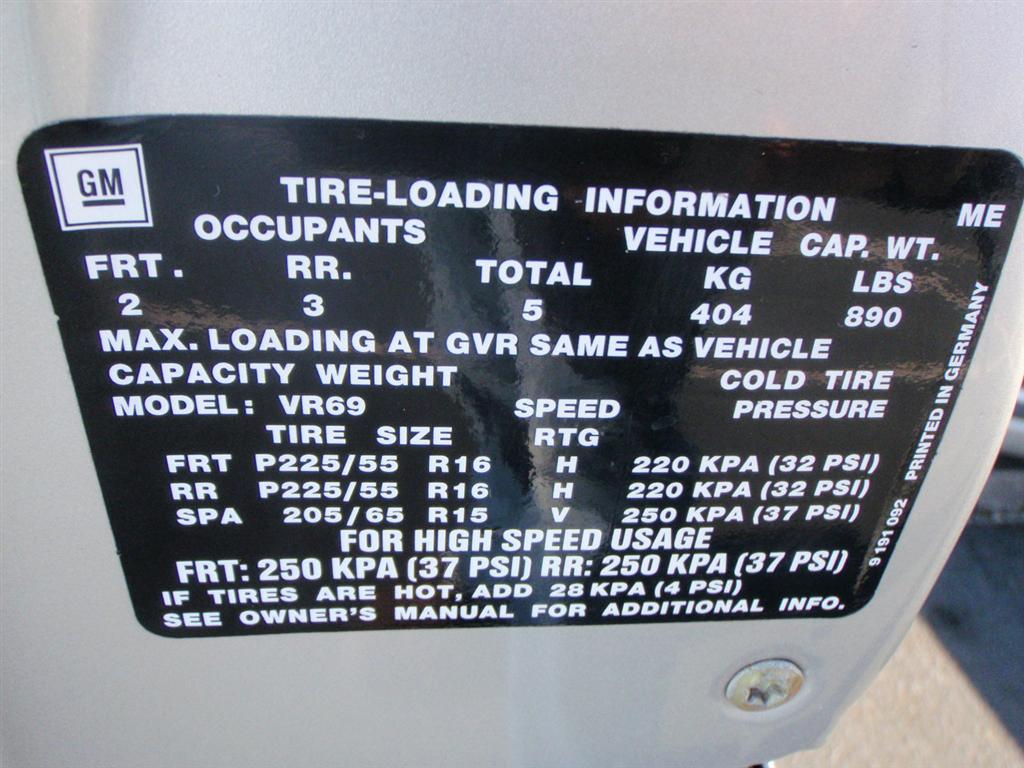 GM
TIRE-LOADING INFORMATION
ME
OCCUPANTS VEHICLE CAP. WT.
FRT. RR. TOTAL KG LBS
2 3 5 404 890
MAX. LOADING AT GVR SAME AS VEHICLE
CAPACITY WEIGHT COLD TIRE
MODEL: VR69 SPEED PRESSURE
TIRE SIZE RTG
FRT P225/55 R16 H 220 KPA (32 PSI)
RR P225/55 R16 H 220 KPA (32 PSI)
SPA 205/65 R15 V 250 KPA (37 PSI)
FOR HIGH SPEED USAGE
FRT: 250 KPA (37 PSI) RR: 250 KPA (37 PSI)
IF TIRES ARE HOT, ADD 28 KPA (4 PSI)
SEE OWNER'S MANUAL FOR ADDITIONAL INFO.
9 191 092 PRINTED IN GERMANY